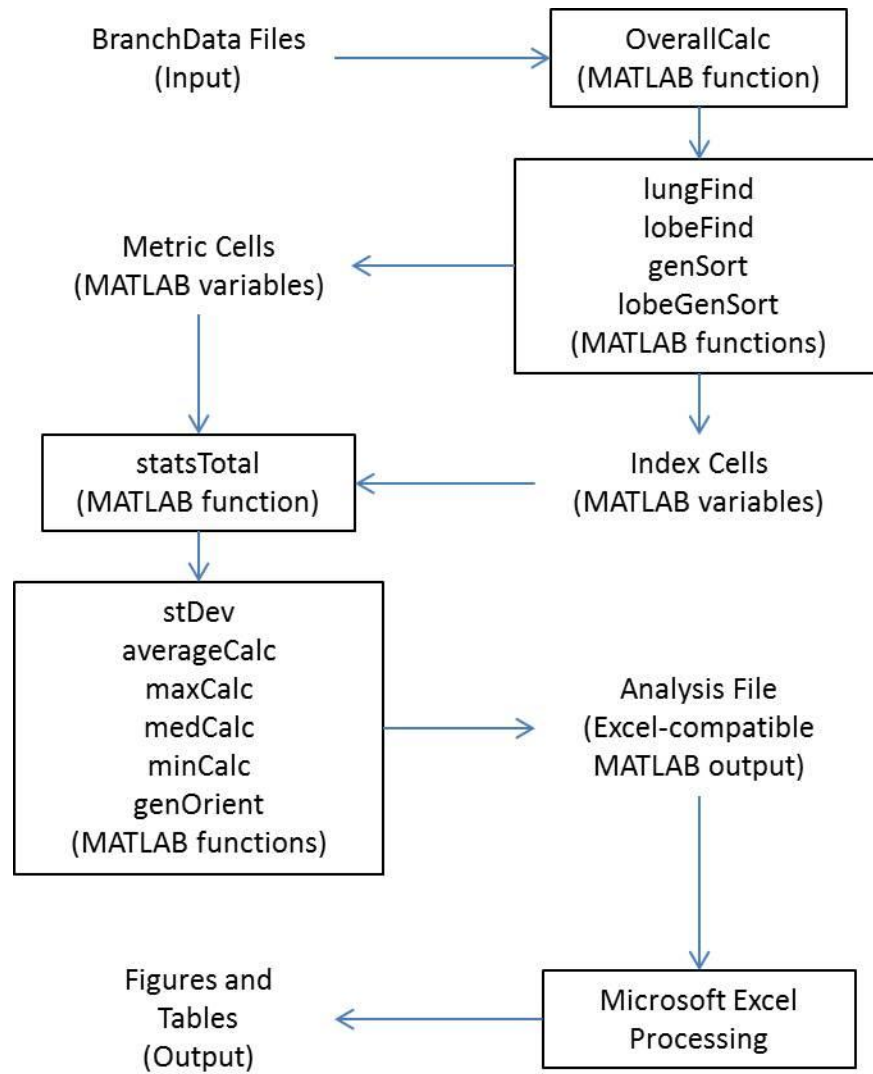 BranchData Files
(Input)
OverallCalc
(MATLAB function)
lungFind
lobeFind
genSort
lobeGenSort
(MATLAB functions)
Metric Cells
(MATLAB variables)
statsTotal
(MATLAB function)
Index Cells
(MATLAB variables)
stDev
averageCalc
maxCalc
medCalc
minCalc
genOrient
(MATLAB functions)
Analysis File
(Excel-compatible
MATLAB output)
Figures and
Tables
(Output)
Microsoft Excel
Processing